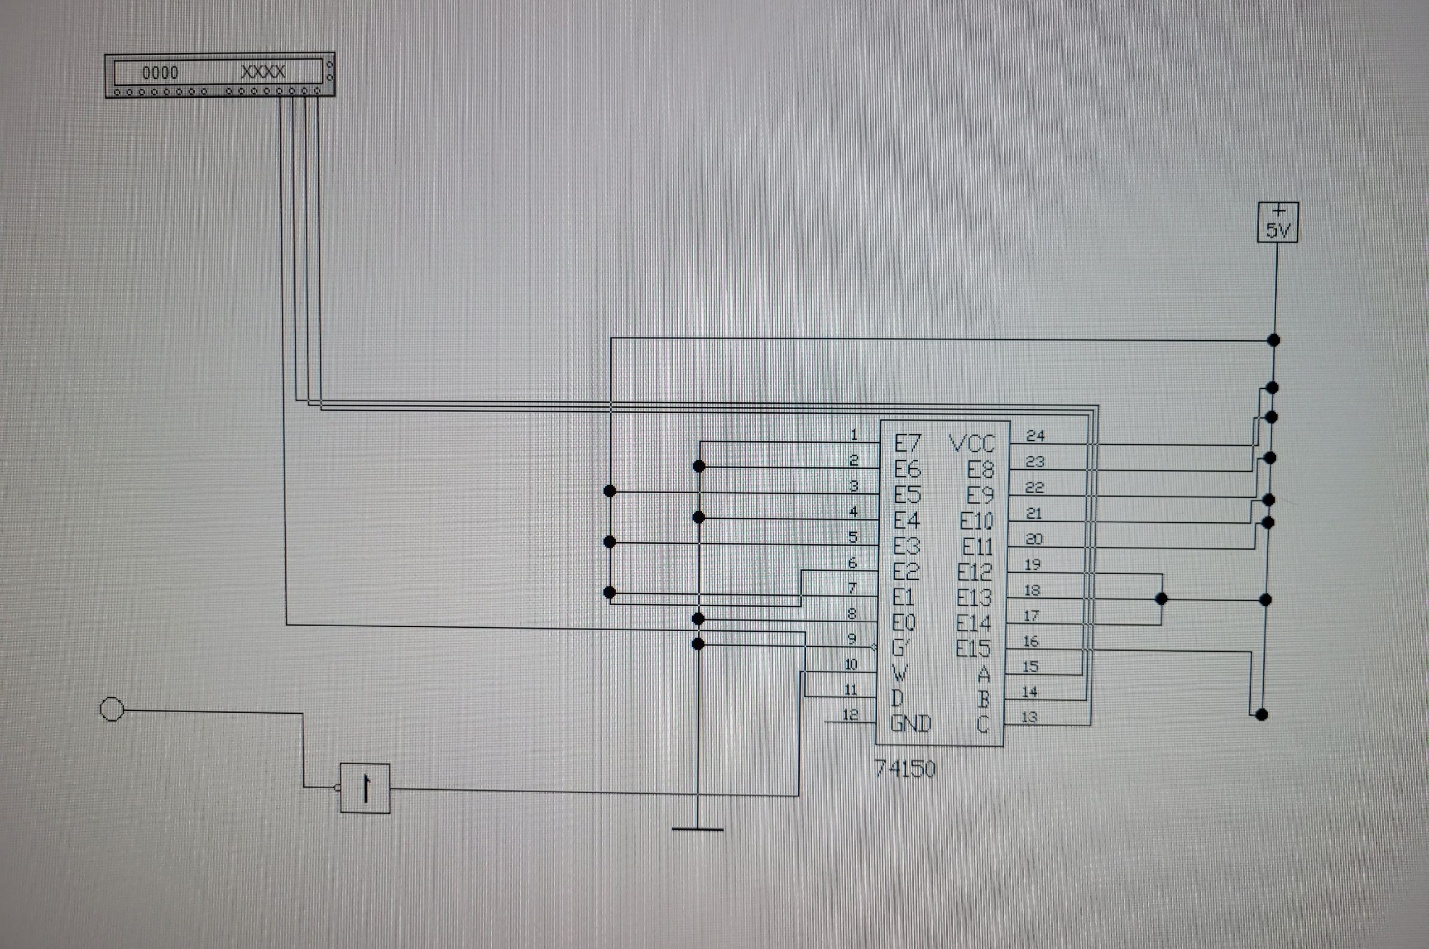 0000 XXXX
+
5V
1 E7 VCC 24
2 E6 E8 23
3 E5 E9 22
4 E4 E10 21
5 E3 E11 20
6 E2 E12 19
7 E1 E13 18
8 E0 E14 17
9 G' E15 16
10 W A 15
11 D B 14
12 GND C 13
74150
1